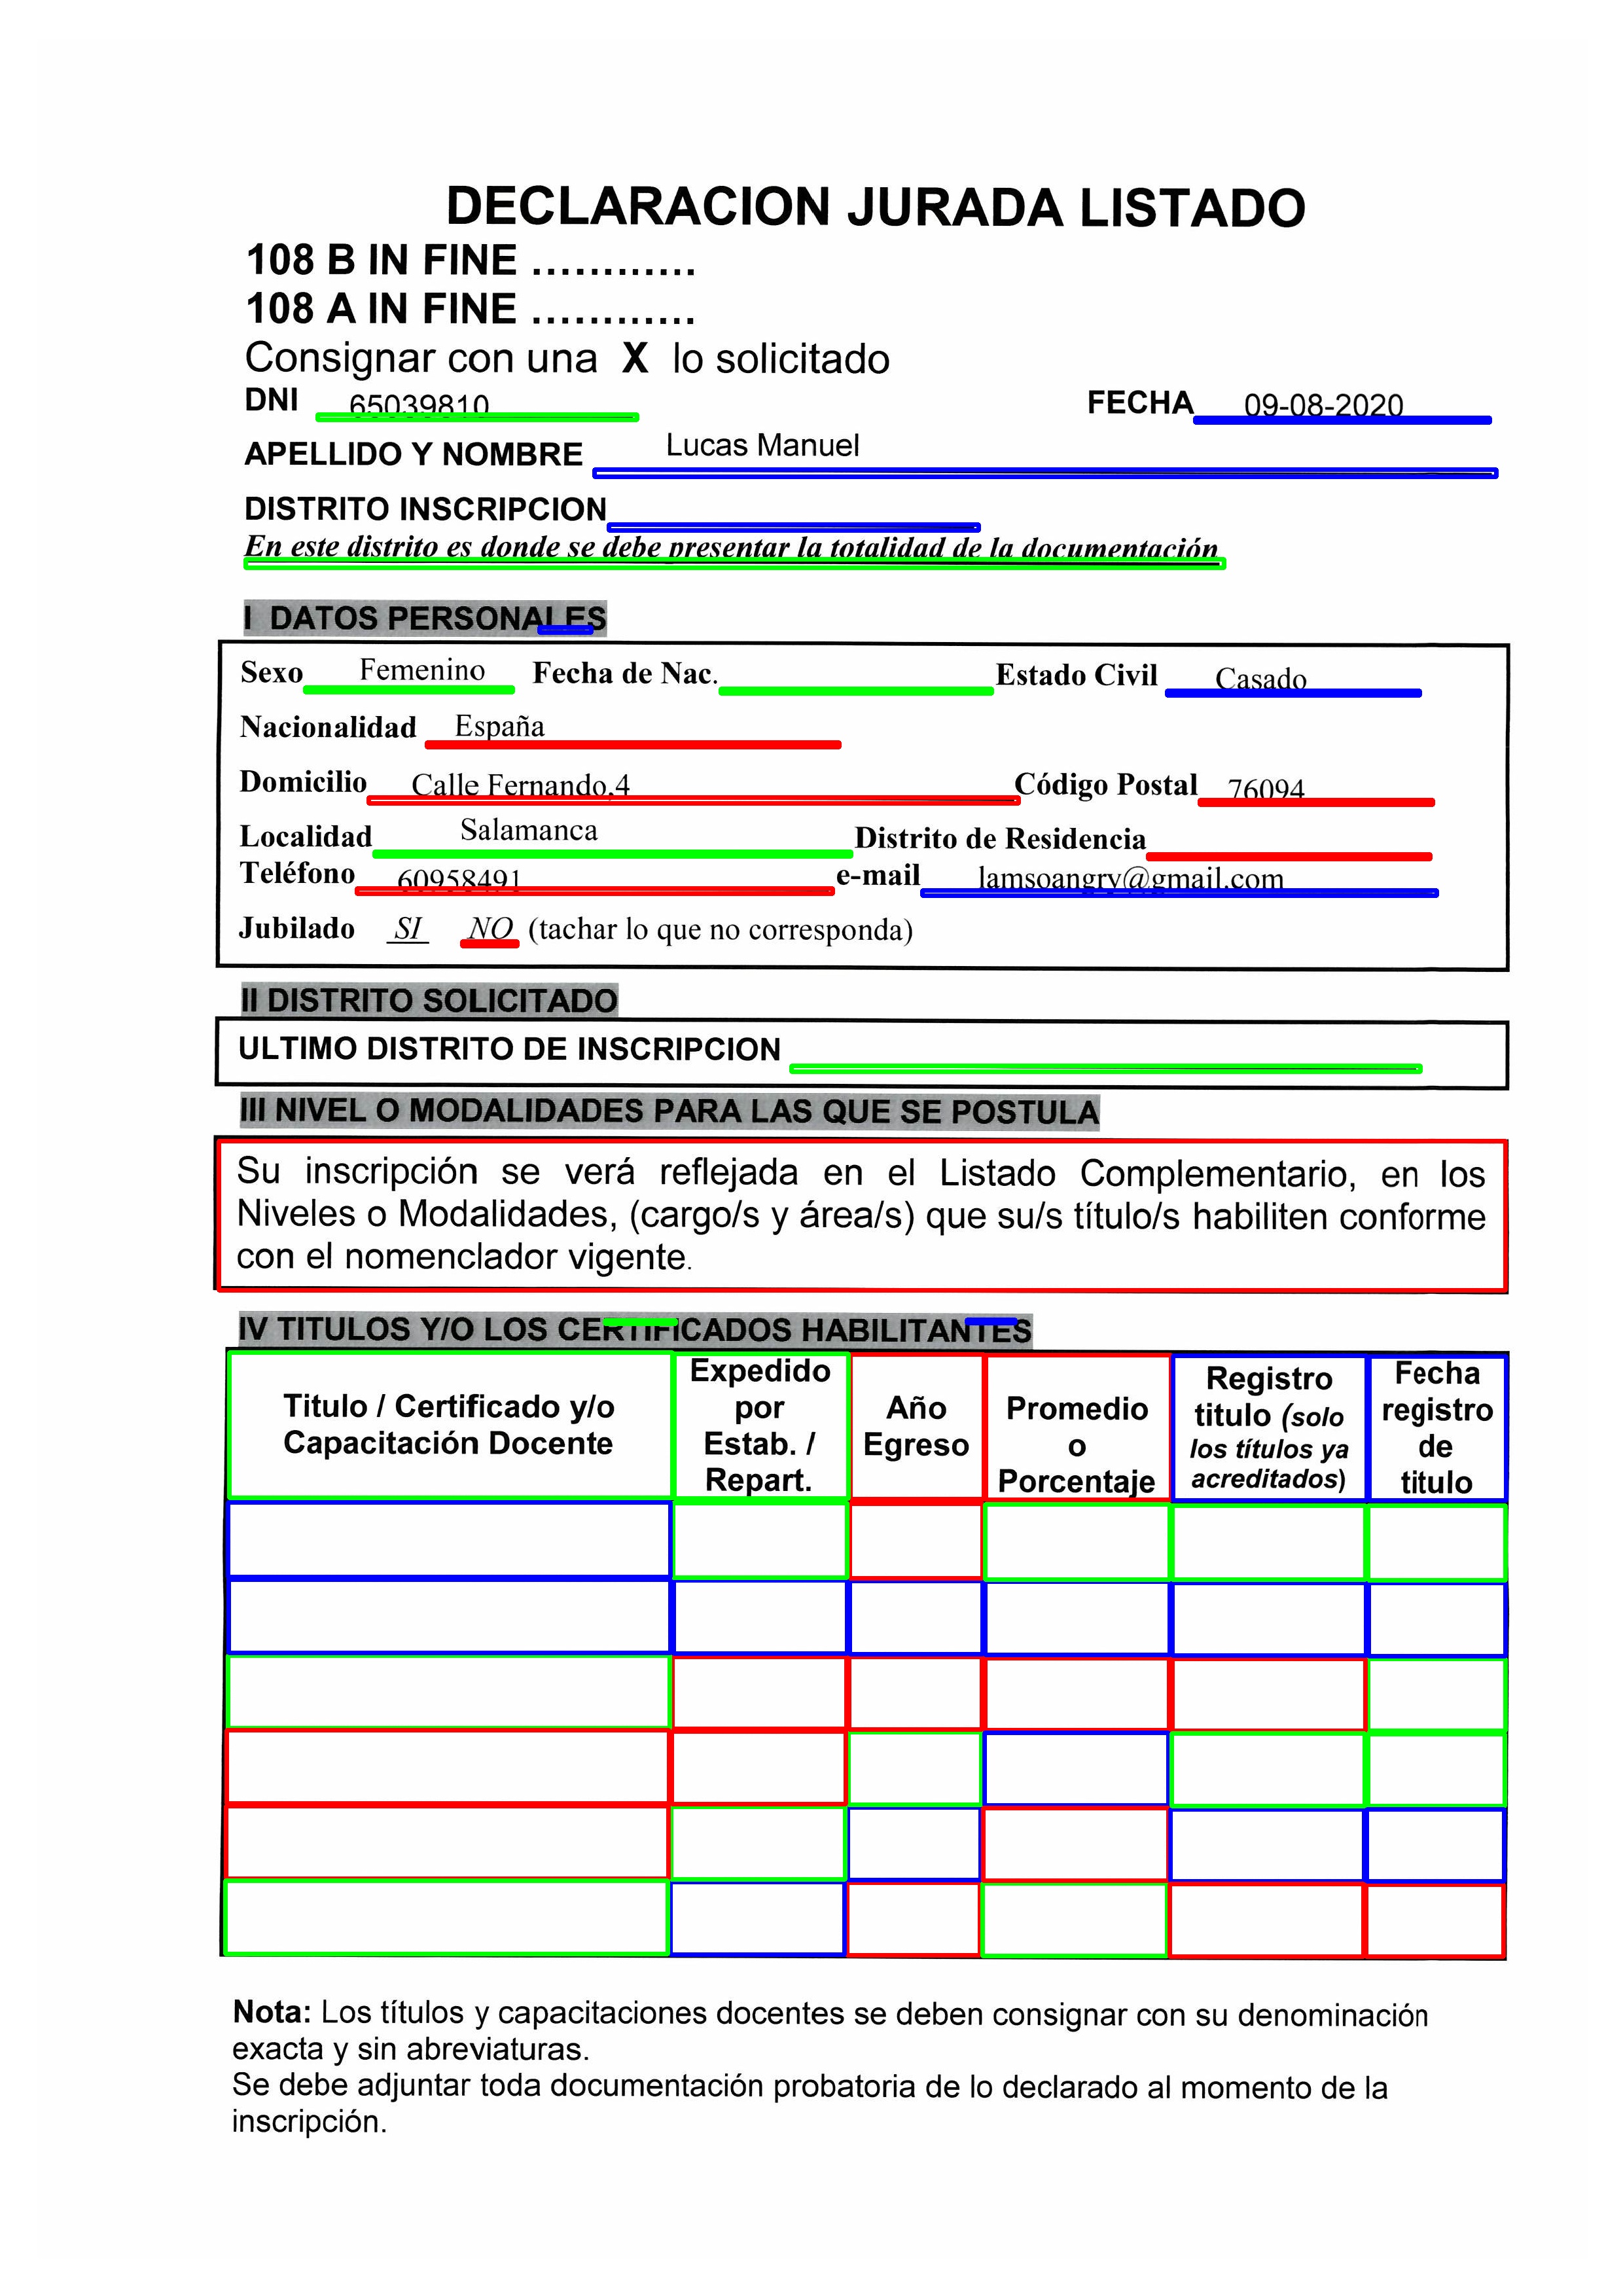 DECLARACION JURADA LISTADO
108 B IN FINE ............
108 A IN FINE ............
Consignar con una X lo solicitado
DNI 65039810 FECHA 09-08-2020
APELLIDO Y NOMBRE Lucas Manuel
DISTRITO INSCRIPCION
En este distrito es donde se debe presentar la totalidad de la documentación
I DATOS PERSONALES
Sexo Femenino Fecha de Nac. Estado Civil Casado
Nacionalidad España
Domicilio Calle Fernando,4 Código Postal 76094
Localidad Salamanca Distrito de Residencia
Teléfono 60958491 e-mail lamsoangry@gmail.com
Jubilado SI NO (tachar lo que no corresponda)
II DISTRITO SOLICITADO
ULTIMO DISTRITO DE INSCRIPCION
III NIVEL O MODALIDADES PARA LAS QUE SE POSTULA
Su inscripción se verá reflejada en el Listado Complementario, en los
Niveles o Modalidades, (cargo/s y área/s) que su/s título/s habiliten conforme
con el nomenclador vigente.
IV TITULOS Y/O LOS CERTIFICADOS HABILITANTES
Titulo / Certificado y/o
Capacitación Docente
Expedido
por
Estab. /
Repart.
Año
Egreso
Promedio
o
Porcentaje
Registro
titulo (solo
los títulos ya
acreditados)
Fecha
registro
de
titulo
Nota: Los títulos y capacitaciones docentes se deben consignar con su denominación
exacta y sin abreviaturas.
Se debe adjuntar toda documentación probatoria de lo declarado al momento de la
inscripción.